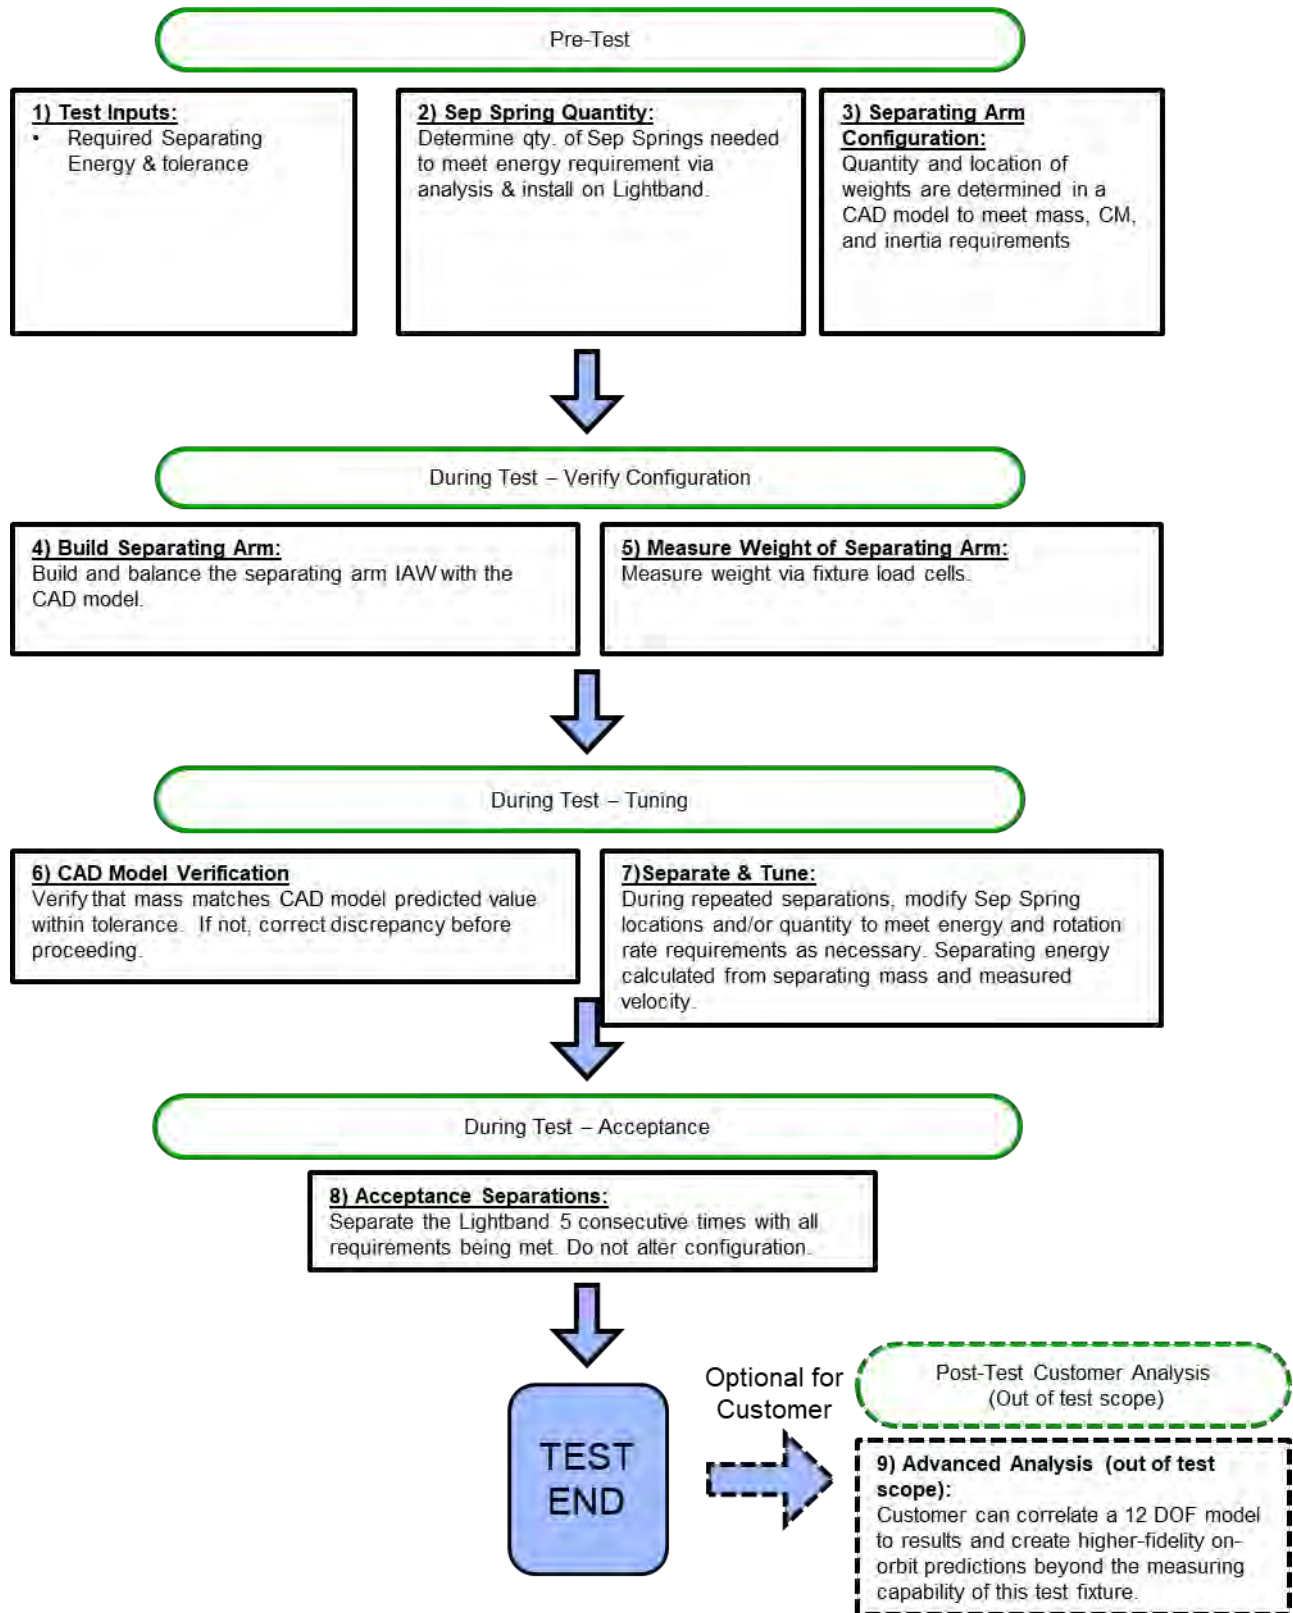 Pre-Test
1) Test Inputs:
• Required Separating
Energy & tolerance
2) Sep Spring Quantity:
Determine qty. of Sep Springs needed
to meet energy requirement via
analysis & install on Lightband.
3) Separating Arm
Configuration:
Quantity and location of
weights are determined in a
CAD model to meet mass, CM,
and inertia requirements
During Test – Verify Configuration
4) Build Separating Arm:
Build and balance the separating arm IAW with the
CAD model.
5) Measure Weight of Separating Arm:
Measure weight via fixture load cells.
During Test – Tuning
6) CAD Model Verification
Verify that mass matches CAD model predicted value
within tolerance. If not, correct discrepancy before
proceeding.
7)Separate & Tune:
During repeated separations, modify Sep Spring
locations and/or quantity to meet energy and rotation
rate requirements as necessary. Separating energy
calculated from separating mass and measured
velocity.
During Test – Acceptance
8) Acceptance Separations:
Separate the Lightband 5 consecutive times with all
requirements being met. Do not alter configuration.
TEST
END
Optional for
Customer
Post-Test Customer Analysis
(Out of test scope)
9) Advanced Analysis (out of test
scope):
Customer can correlate a 12 DOF model
to results and create higher-fidelity on-
orbit predictions beyond the measuring
capability of this test fixture.